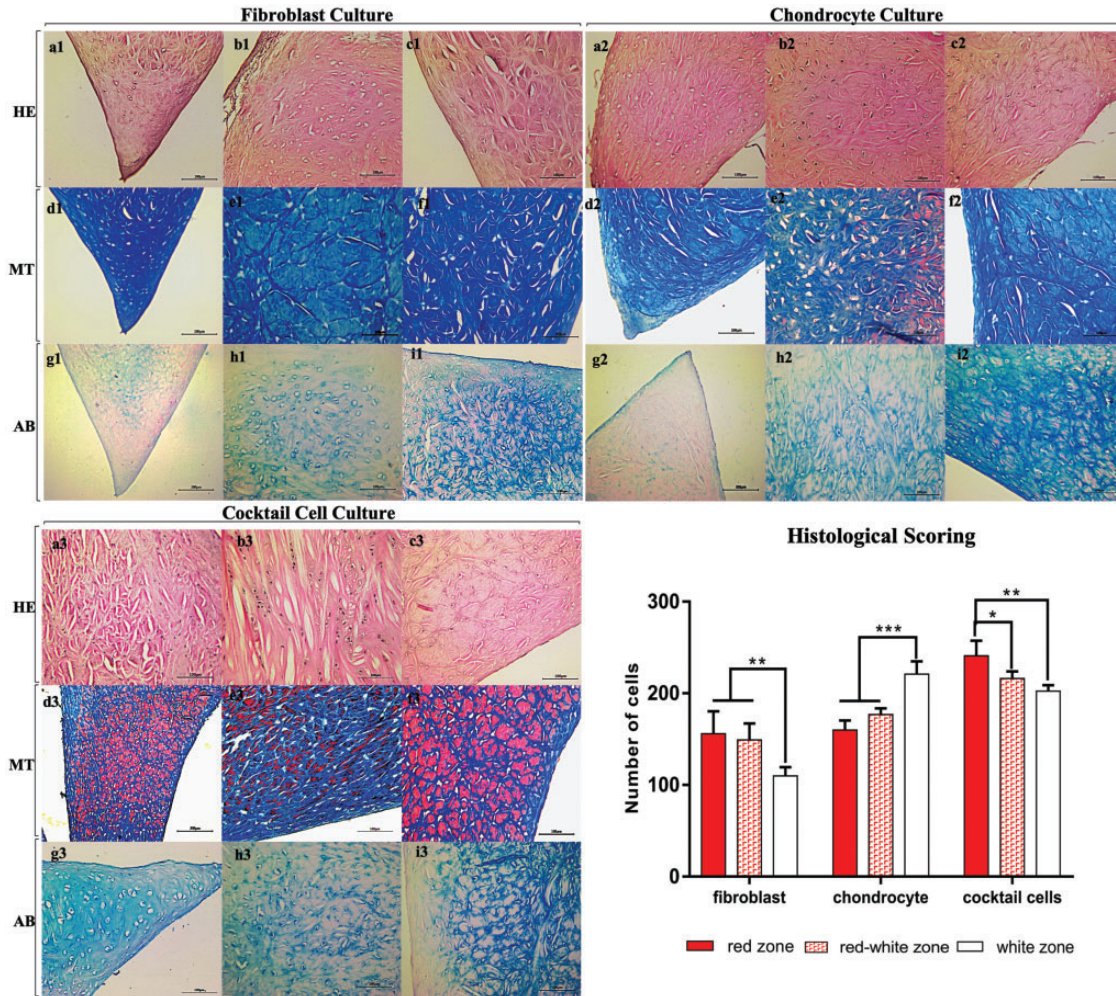 Fibroblast Culture
Chondrocyte Culture
HE
a1
b1
c1
a2
b2
c2
MT
d1
e1
f1
d2
e2
f2
AB
g1
h1
i1
g2
h2
i2
Cocktail Cell Culture
HE
a3
b3
c3
MT
d3
e3
AB
g3
h3
i3
Histological Scoring
Number of cells
300
200
100
0
**
***
*
**
fibroblast
chondrocyte
cocktail cells
red zone
red-white zone
white zone